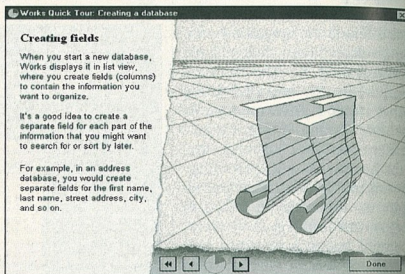 Works Quick Tour: Creating a database
Creating fields
When you start a new database,
Works displays it in list view,
where you create fields (columns)
to contain the information you
want to organize.
It's a good idea to create a
separate field for each part of the
information that you might want
to search for or sort by later.
For example, in an address
database, you would create
separate fields for the first name,
last name, street address, city,
and so on.
Done